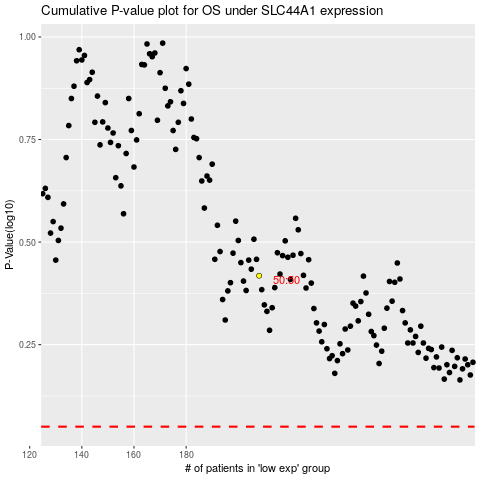 Cumulative P-value plot for OS under SLC44A1 expression
1.00
0.75
0.50
0.25
P-Value(log10)
50:50
120 140 160 180
# of patients in 'low exp' group